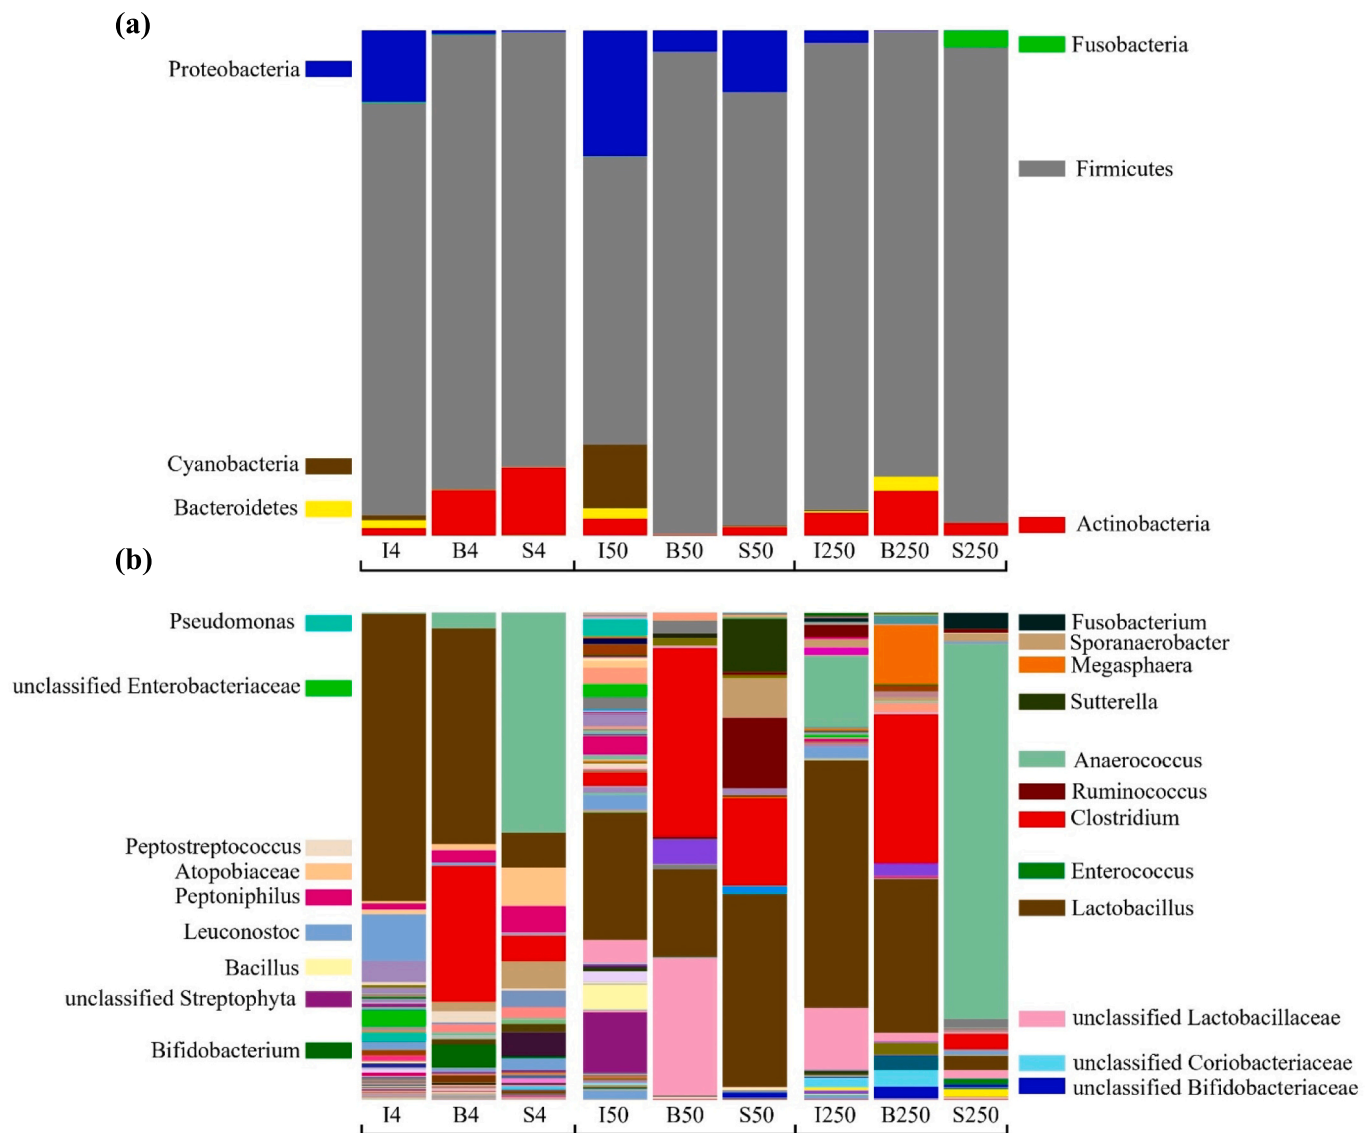 (a)
Proteobacteria
Fusobacteria
Firmicutes
Cyanobacteria
Bacteroidetes
Actinobacteria
I4 B4 S4 I50 B50 S50 I250 B250 S250
(b)
Pseudomonas
unclassified Enterobacteriaceae
Peptostreptococcus
Atopobiaceae
Peptoniphilus
Leuconostoc
Bacillus
unclassified Streptophyta
Bifidobacterium
Fusobacterium
Sporanaerobacter
Megasphaera
Sutterella
Anaerococcus
Ruminococcus
Clostridium
Enterococcus
Lactobacillus
unclassified Lactobacillaceae
unclassified Coriobacteriaceae
unclassified Bifidobacteriaceae
I4 B4 S4 I50 B50 S50 I250 B250 S250